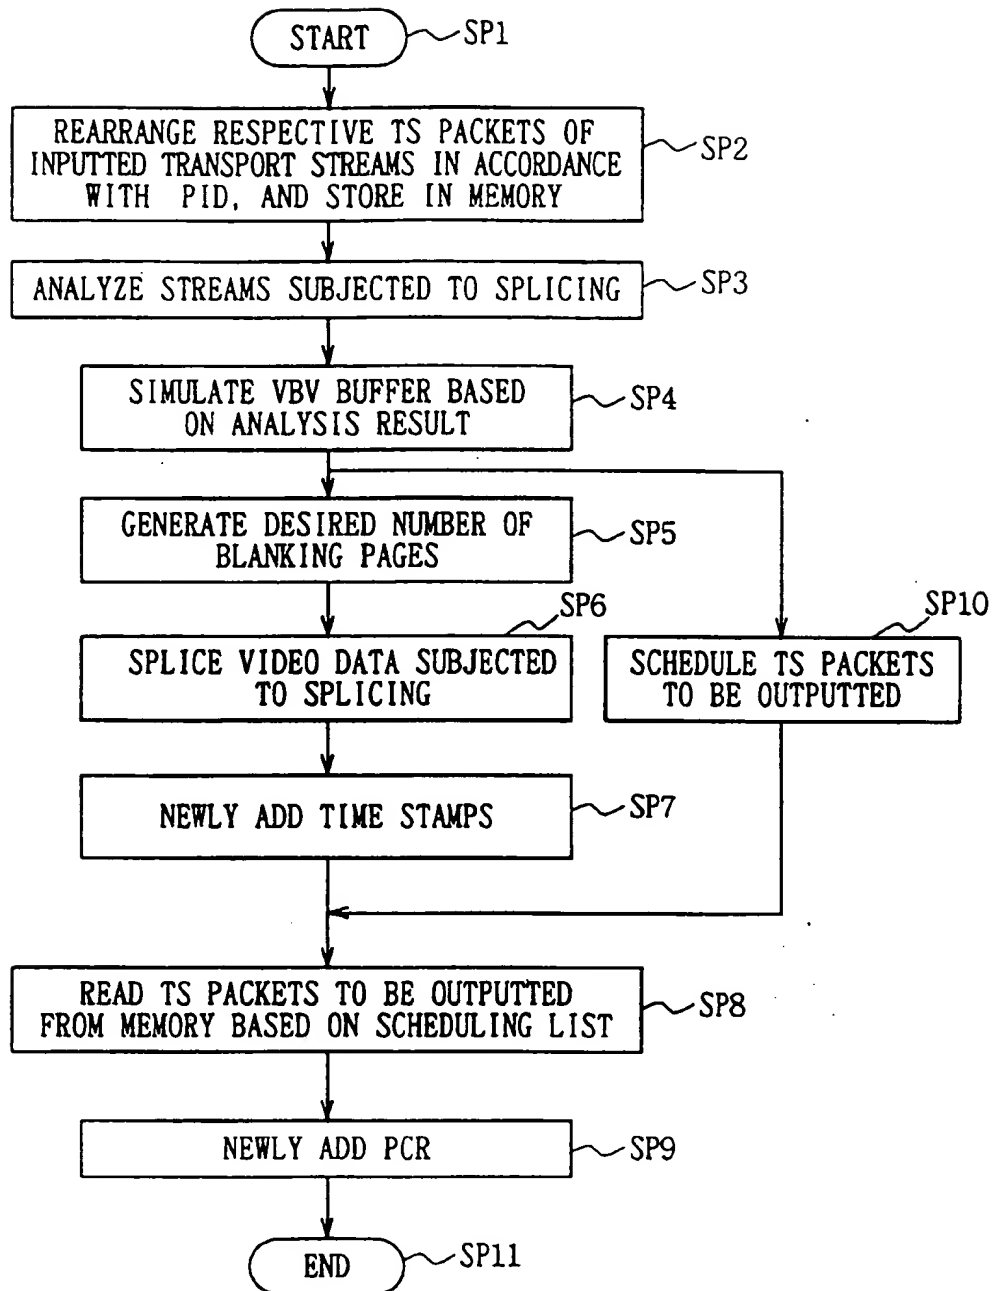 START
SP1
REARRANGE RESPECTIVE TS PACKETS OF
INPUTTED TRANSPORT STREAMS IN ACCORDANCE
WITH PID, AND STORE IN MEMORY
SP2
ANALYZE STREAMS SUBJECTED TO SPLICING
SP3
SIMULATE VBV BUFFER BASED
ON ANALYSIS RESULT
SP4
GENERATE DESIRED NUMBER OF
BLANKING PAGES
SP5
SP6
SPLICE VIDEO DATA SUBJECTED
TO SPLICING
SP10
SCHEDULE TS PACKETS
TO BE OUTPUTTED
NEWLY ADD TIME STAMPS
SP7
READ TS PACKETS TO BE OUTPUTTED
FROM MEMORY BASED ON SCHEDULING LIST
SP8
NEWLY ADD PCR
SP9
END
SP11